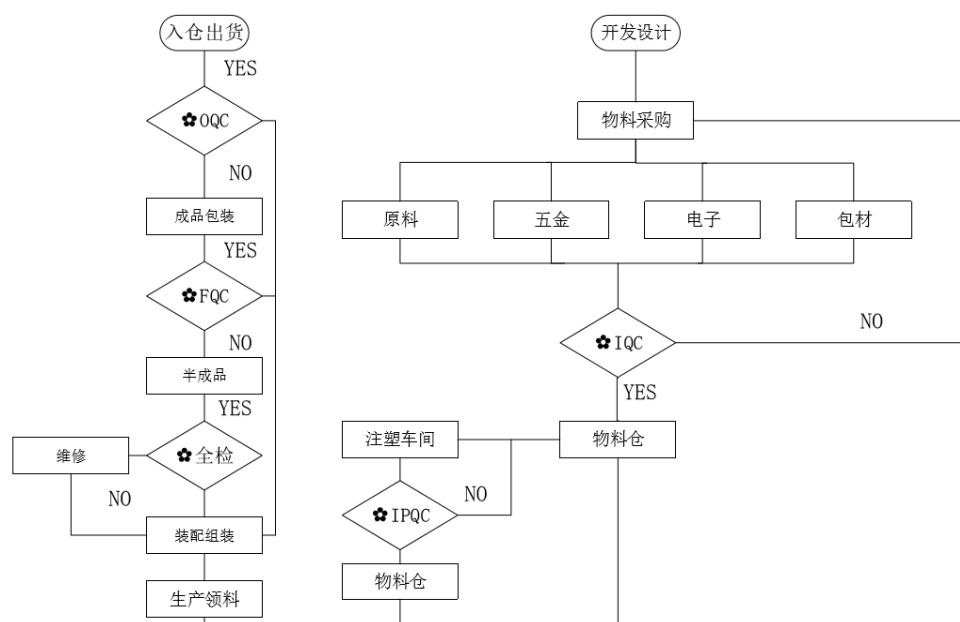 入仓出货
YES
✿OQC
NO
成品包装
YES
✿FQC
NO
半成品
YES
✿全检
维修
NO
装配组装
生产领料
开发设计
物料采购
原料
五金
电子
包材
✿IQC
NO
YES
物料仓
注塑车间
✿IPQC
NO
物料仓